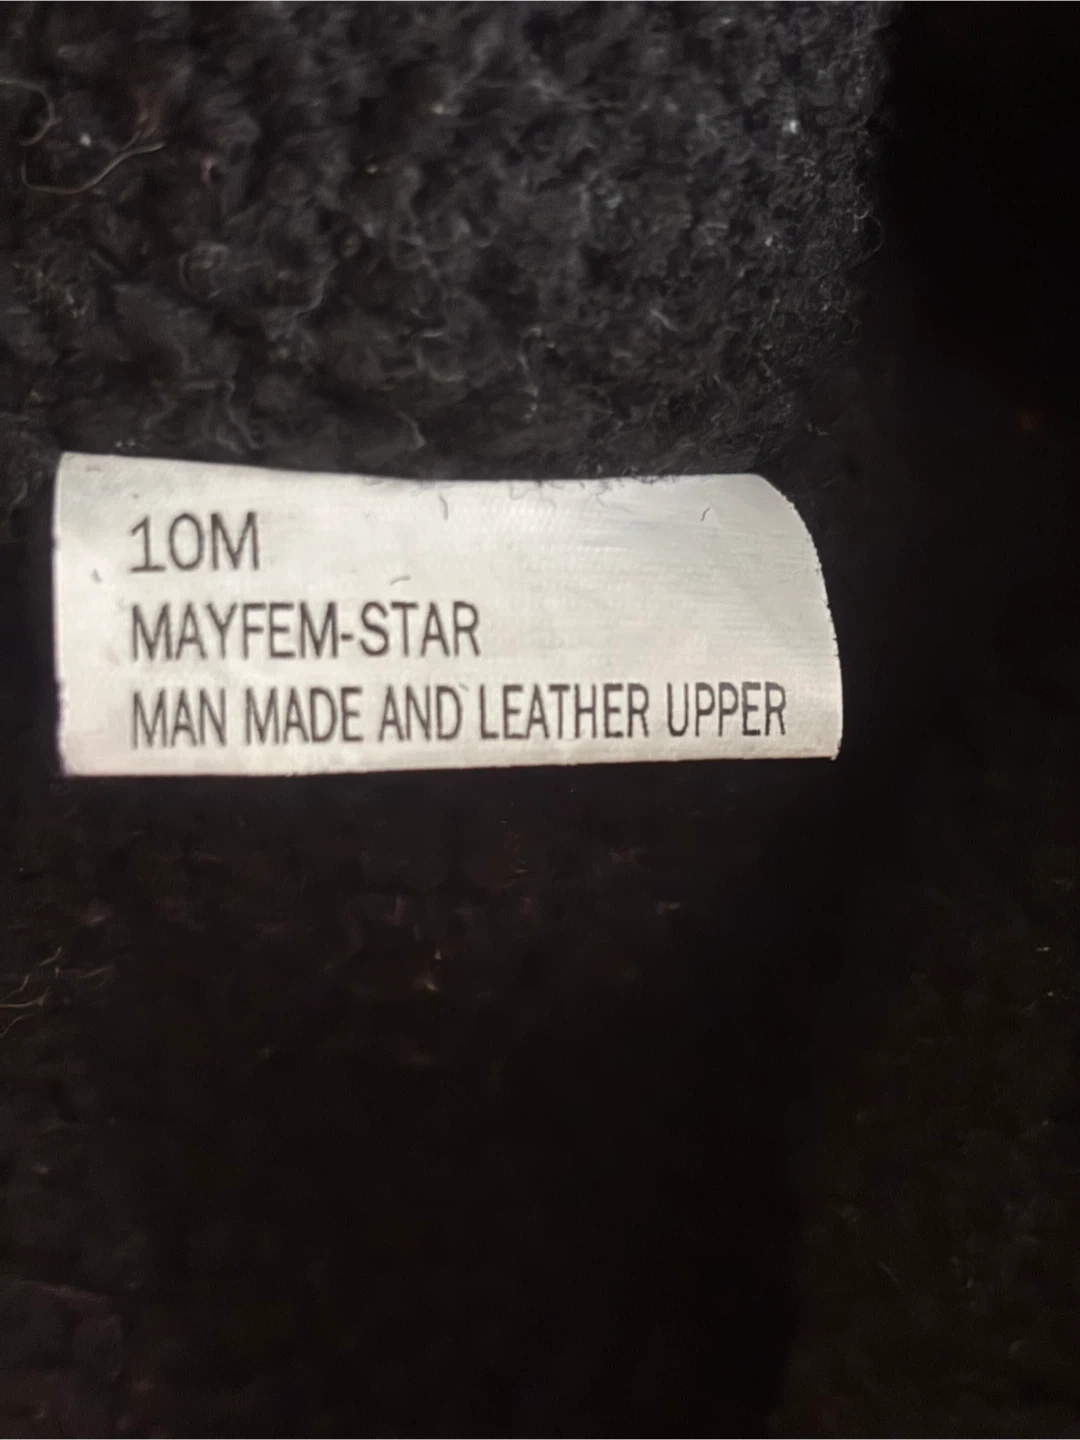 10M
MAYFEM-STAR
MAN MADE AND LEATHER UPPER